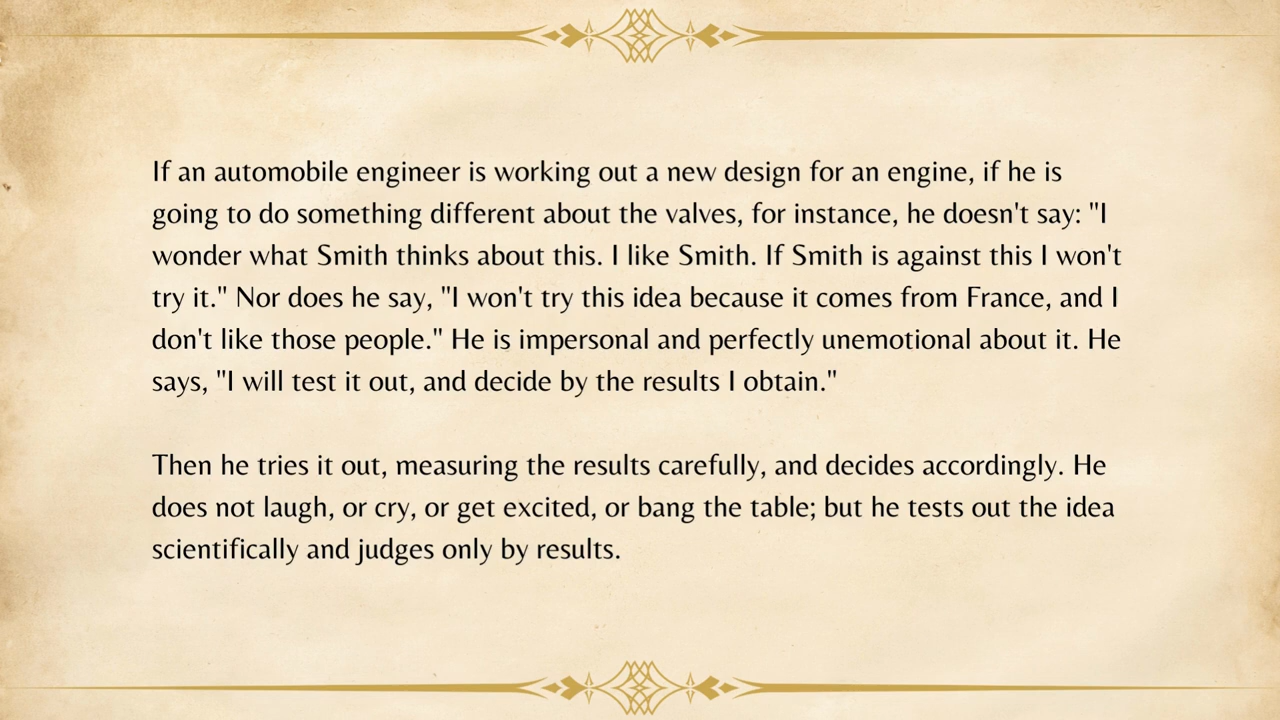 If an automobile engineer is working out a new design for an engine, if he is
going to do something different about the valves, for instance, he doesn't say: "I
wonder what Smith thinks about this. I like Smith. If Smith is against this I won't
try it." Nor does he say, "I won't try this idea because it comes from France, and I
don't like those people." He is impersonal and perfectly unemotional about it. He
says, "I will test it out, and decide by the results I obtain."
Then he tries it out, measuring the results carefully, and decides accordingly. He
does not laugh, or cry, or get excited, or bang the table; but he tests out the idea
scientifically and judges only by results.